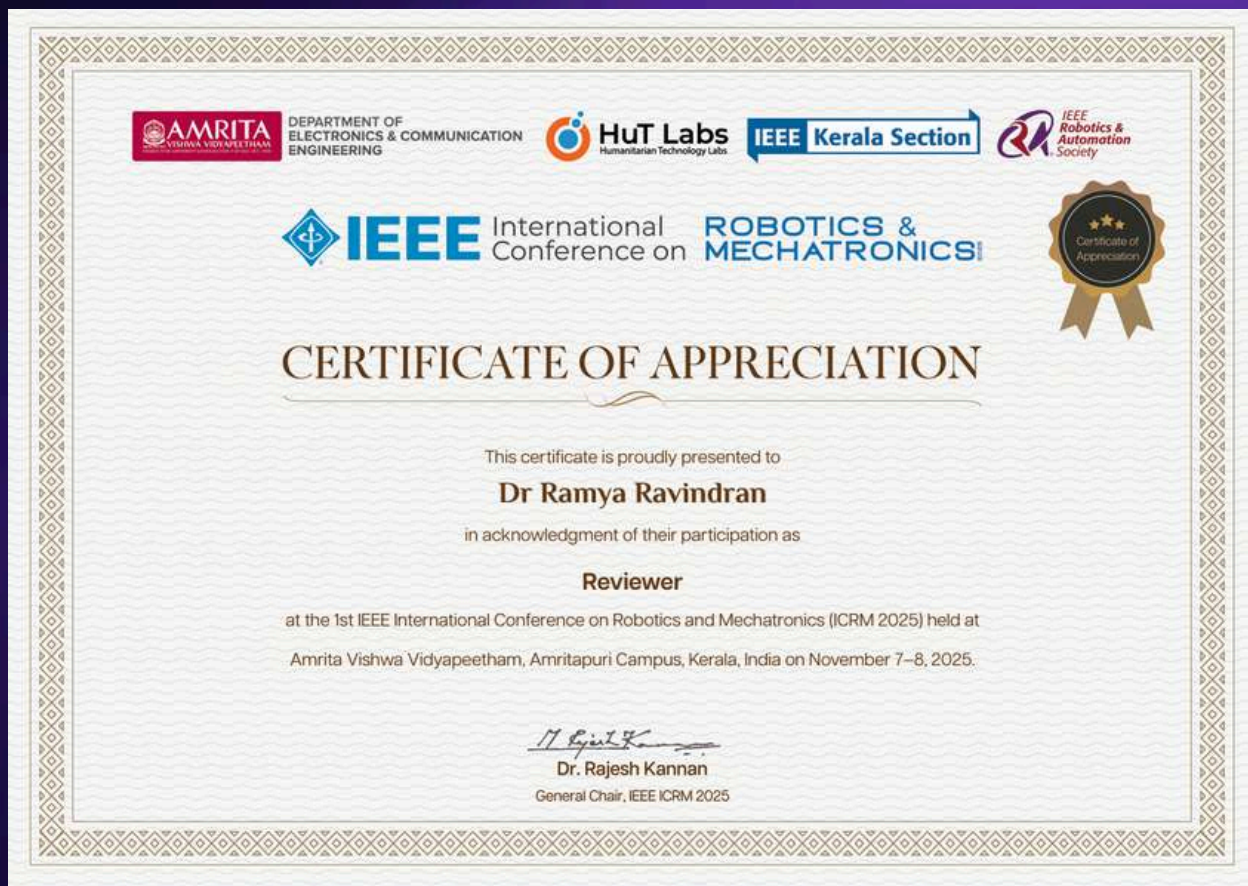 AMRITA
VISHWA VIDYAPEETHAM
DEPARTMENT OF
ELECTRONICS & COMMUNICATION
ENGINEERING
HuT Labs
Humanitarian Technology Labs
IEEE Kerala Section
IEEE
Robotics &
Automation
Society
IEEE International
Conference on
ROBOTICS &
MECHATRONICS
Certificate of
Appreciation
CERTIFICATE OF APPRECIATION
This certificate is proudly presented to
Dr Ramya Ravindran
in acknowledgment of their participation as
Reviewer
at the 1st IEEE International Conference on Robotics and Mechatronics (ICRM 2025) held at
Amrita Vishwa Vidyapeetham, Amritapuri Campus, Kerala, India on November 7–8, 2025.
Dr. Rajesh Kannan
General Chair, IEEE ICRM 2025